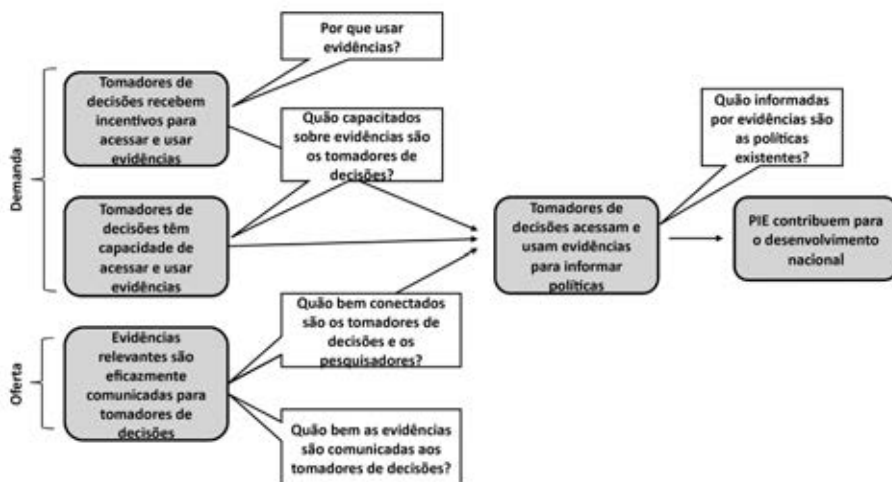 Por que usar
evidências?
Demanda
Tomadores de
decisões recebem
incentivos para
acessar e usar
evidências
Quão capacitados
sobre evidências são
os tomadores de
decisões?
Quão informadas
por evidências são
as políticas
existentes?
Tomadores de
decisões têm
capacidade de
acessar e usar
evidências
Tomadores de
decisões acessam e
usam evidências
para informar
políticas
PIE contribuem para
o desenvolvimento
nacional
Quão bem conectados
são os tomadores de
decisões e os
pesquisadores?
Oferta
Evidências
relevantes são
eficazmente
comunicadas para
tomadores de
decisões
Quão bem as evidências
são comunicadas aos
tomadores de decisões?